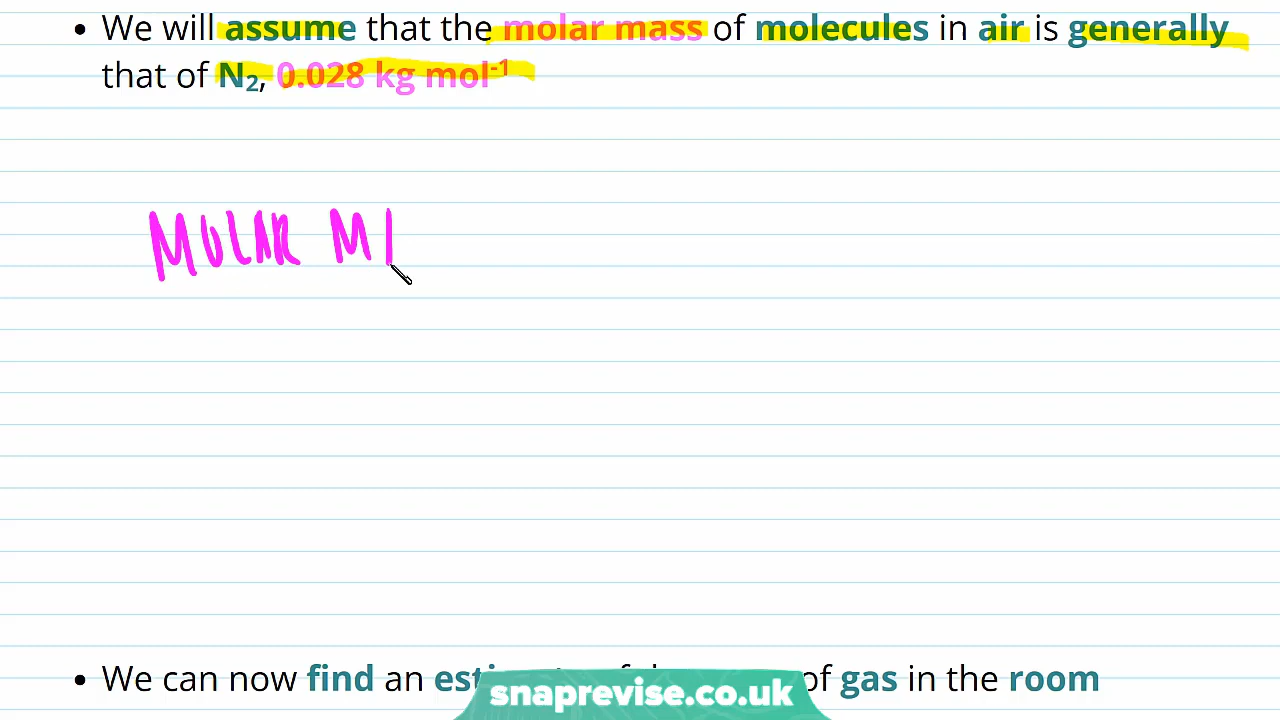 • We will assume that the molar mass of molecules in air is generally
that of N₂, 0.028 kg mol⁻¹
MOLAR M
• We can now find an of gas in the room
snaprevise.co.uk